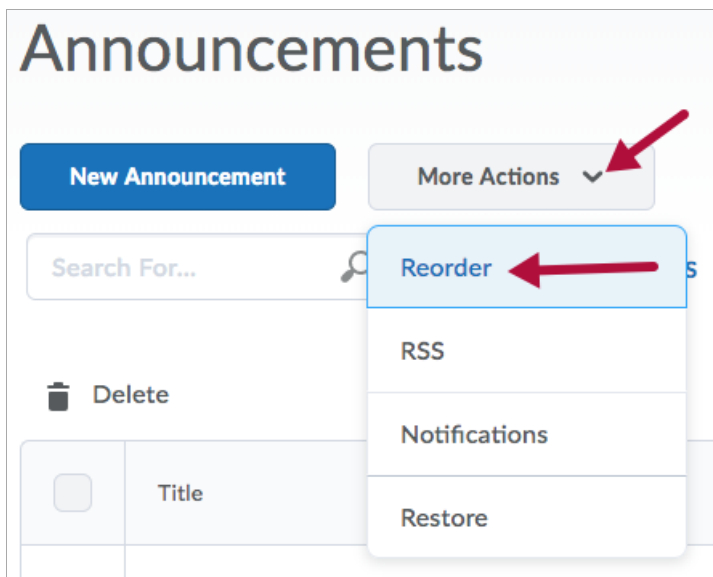 Announcements
New Announcement
More Actions
Search For...
Reorder
s
RSS
Delete
Notifications
Title
Restore